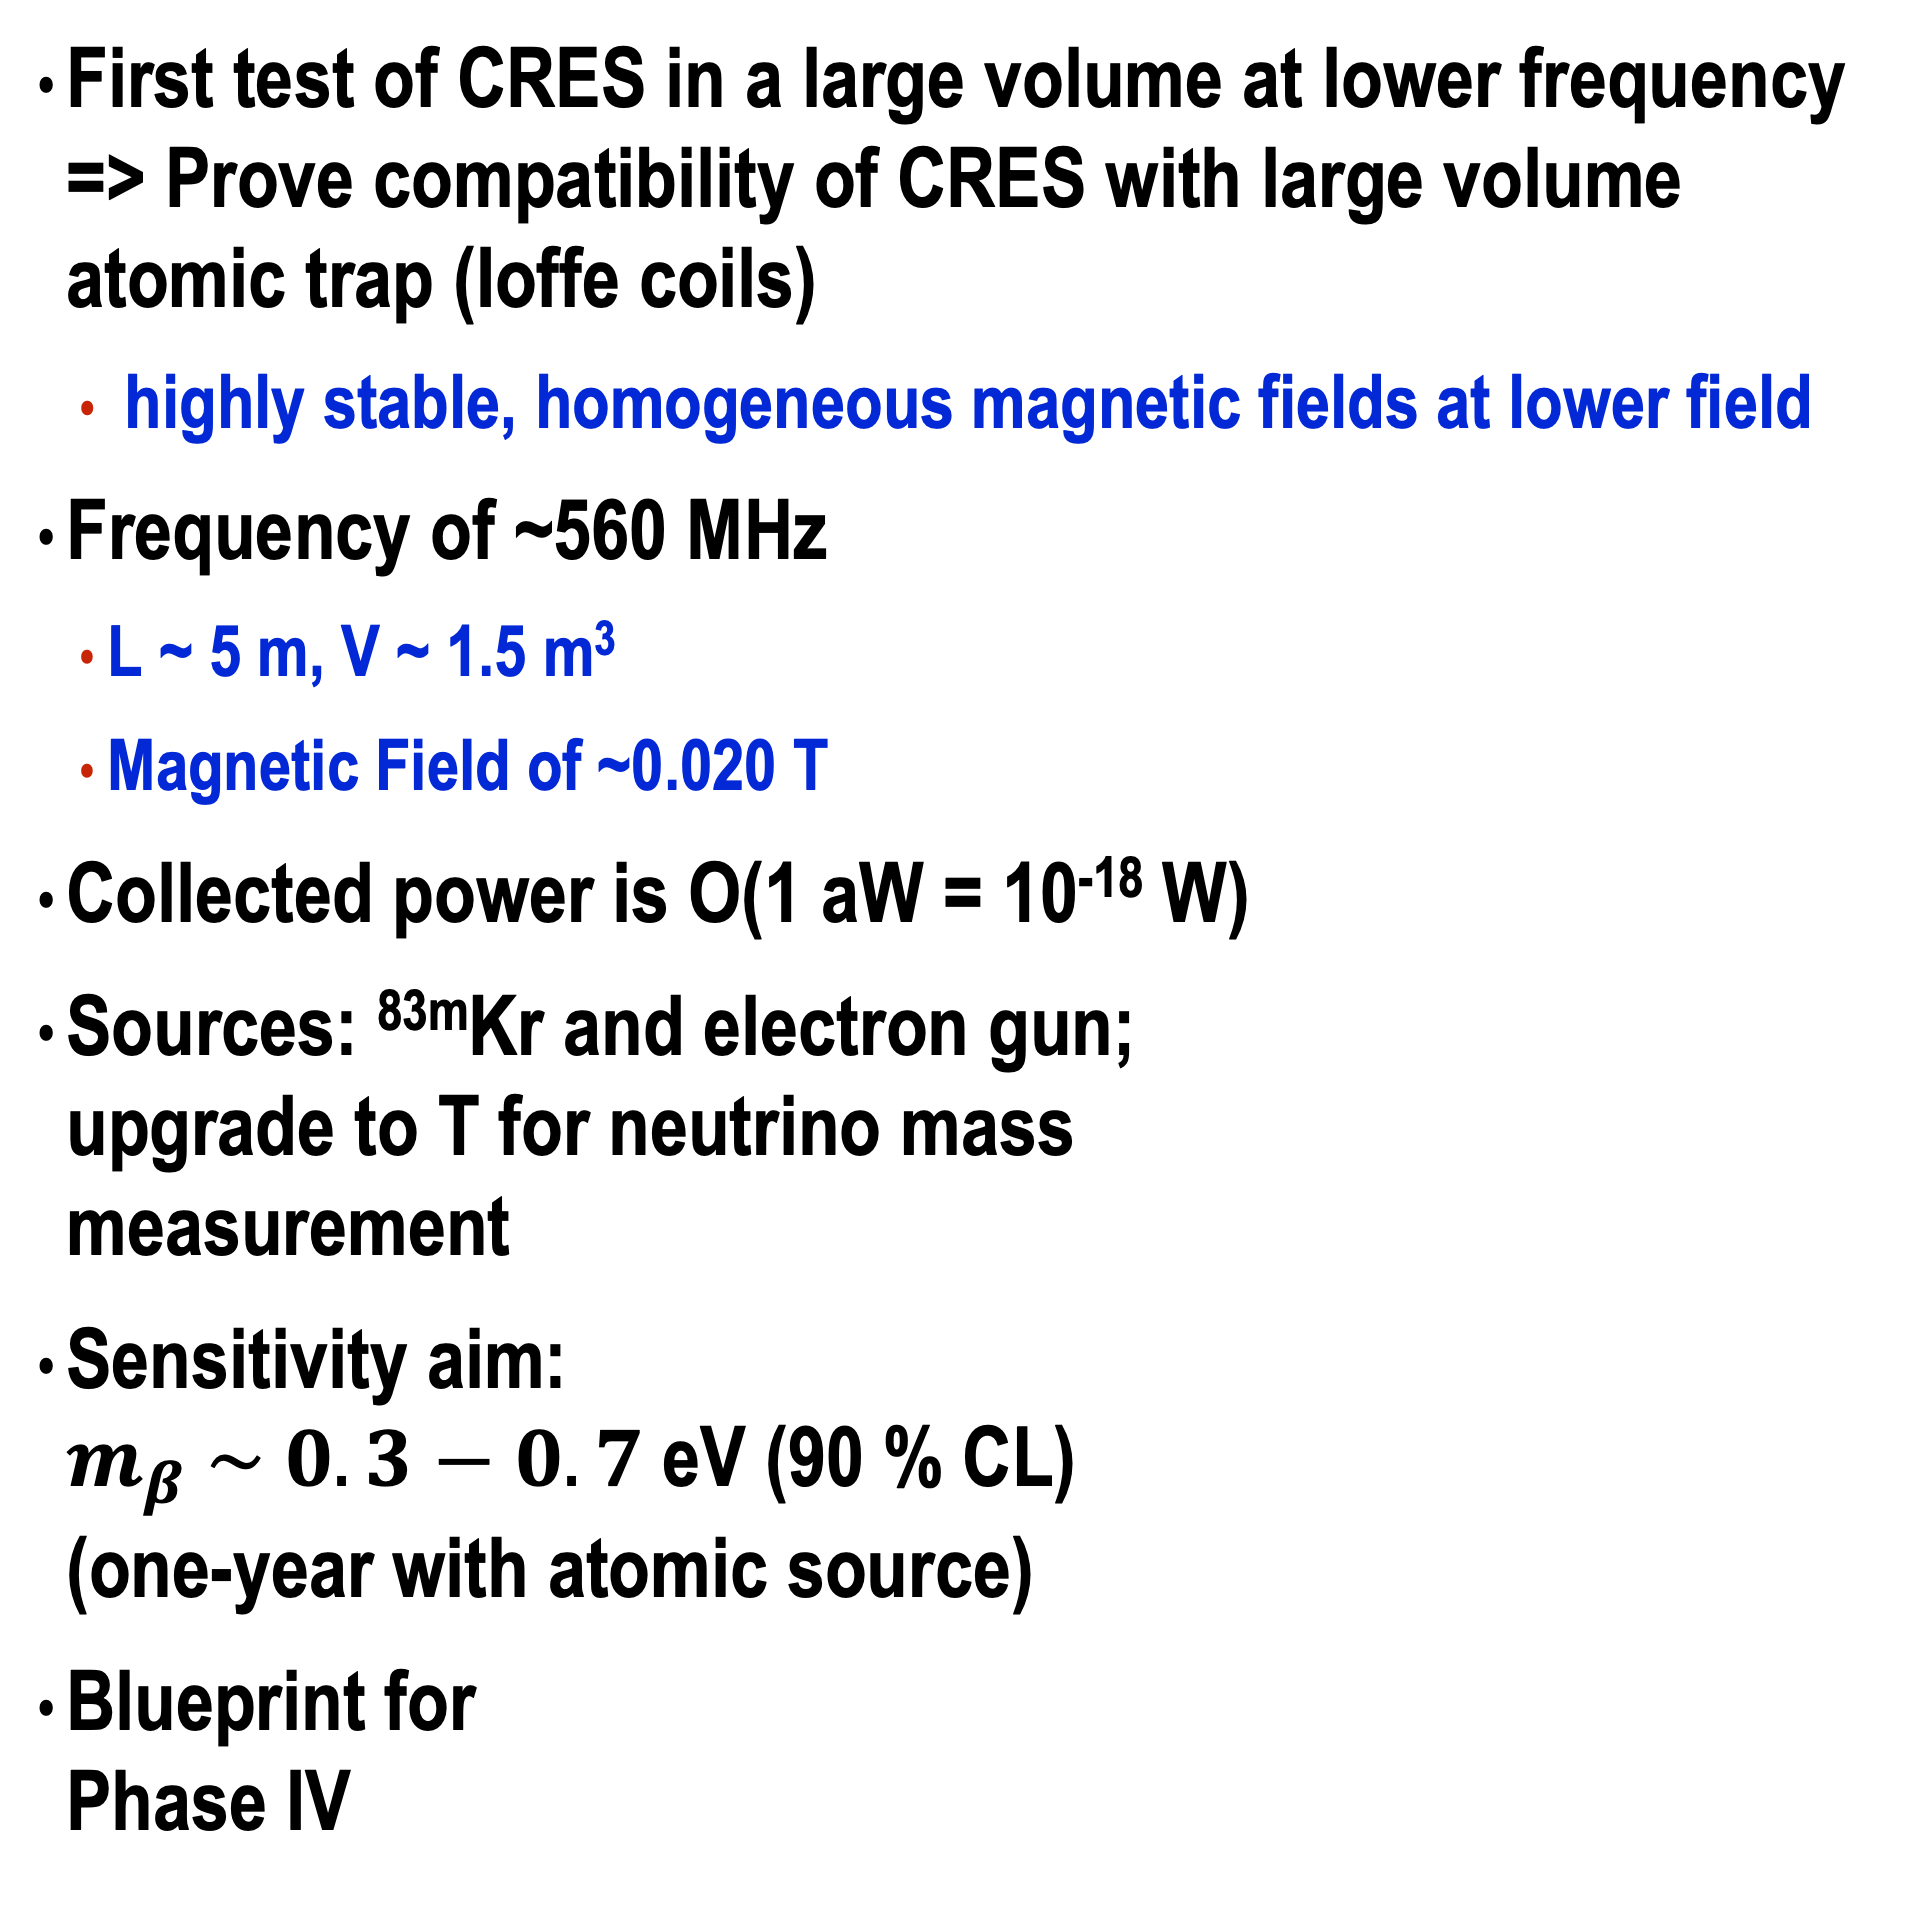 • First test of CRES in a large volume at lower frequency
=> Prove compatibility of CRES with large volume
atomic trap (Ioffe coils)
• highly stable, homogeneous magnetic fields at lower field
• Frequency of ~560 MHz
• L ~ 5 m, V ~ 1.5 m³
• Magnetic Field of ~0.020 T
• Collected power is O(1 aW = 10⁻¹⁸ W)
• Sources: ⁸³ᵐKr and electron gun;
upgrade to T for neutrino mass
measurement
• Sensitivity aim:
𝒎_𝜷 ~ 0.3 − 0.7 eV (90 % CL)
(one-year with atomic source)
• Blueprint for
Phase IV